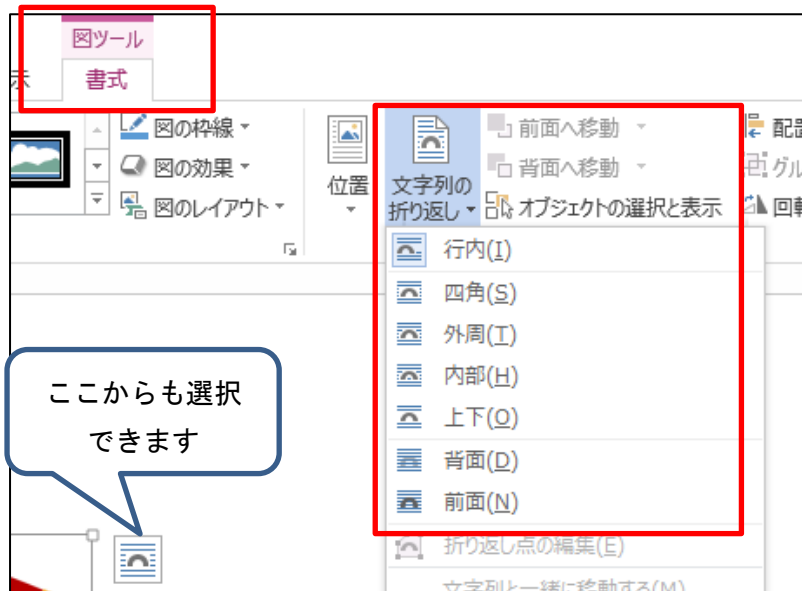 図ツール
示
書式
図の枠線
図の効果
図のレイアウト
位置
文字列の
折り返し
前面へ移動
背面へ移動
オブジェクトの選択と表示
配置
グル
回転
行内(I)
四角(S)
外周(T)
内部(H)
上下(O)
背面(D)
前面(N)
折り返し点の編集(E)
文字列と一緒に移動する(M)
ここからも選択
できます